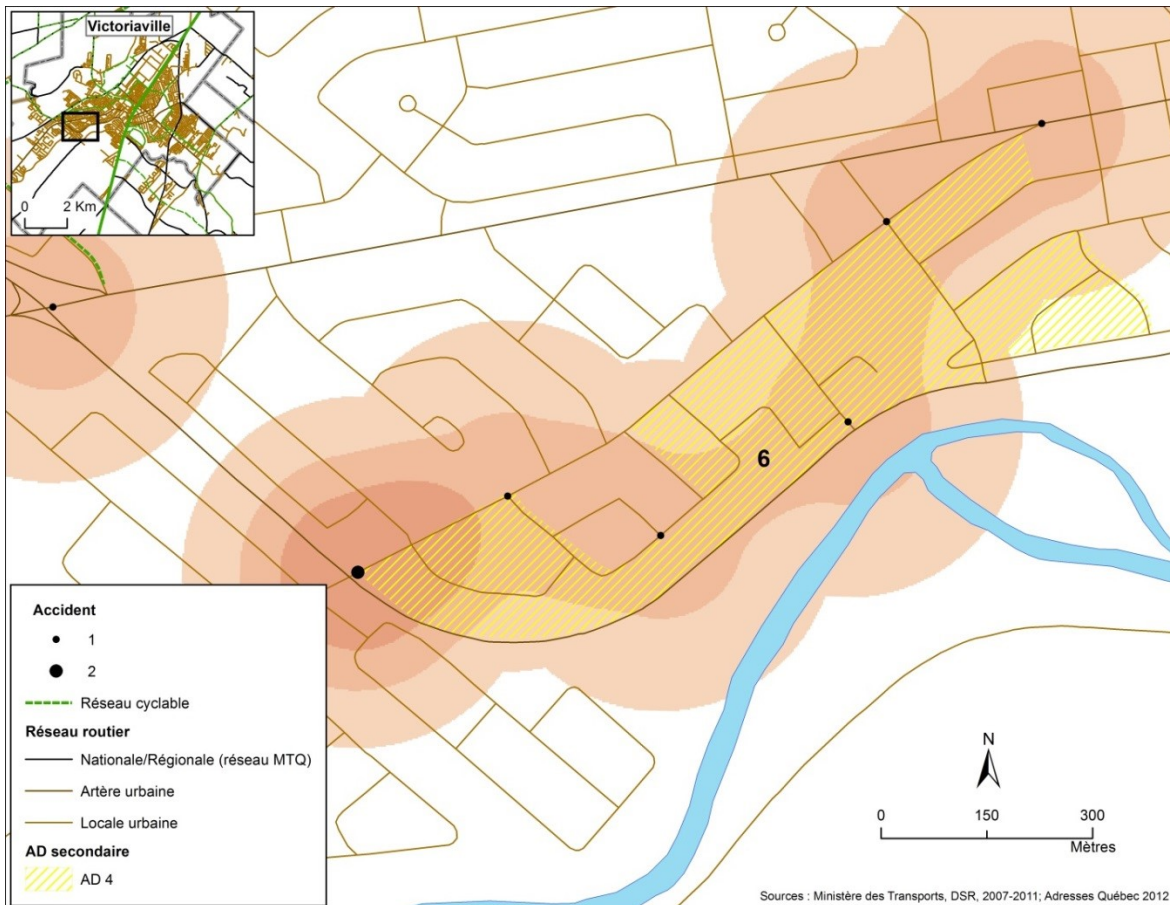 Victoriaville
0 2 Km
6
Accident
1
2
Réseau cyclable
Réseau routier
Nationale/Régionale (réseau MTQ)
Artère urbaine
Locale urbaine
AD secondaire
AD 4
N
0 150 300
Mètres
Sources : Ministère des Transports, DSR, 2007-2011; Adresses Québec 2012